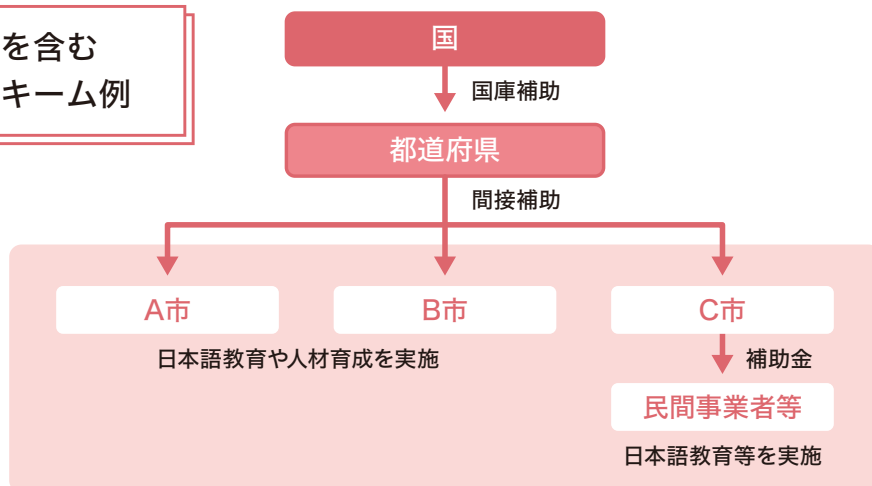 を含む
キーム例
国
国庫補助
都道府県
間接補助
A市
B市
C市
日本語教育や人材育成を実施
補助金
民間事業者等
日本語教育等を実施